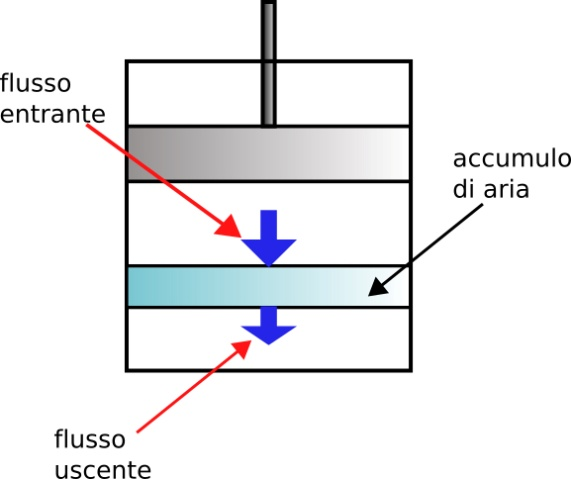 flusso
entrante
accumulo
di aria
flusso
uscente